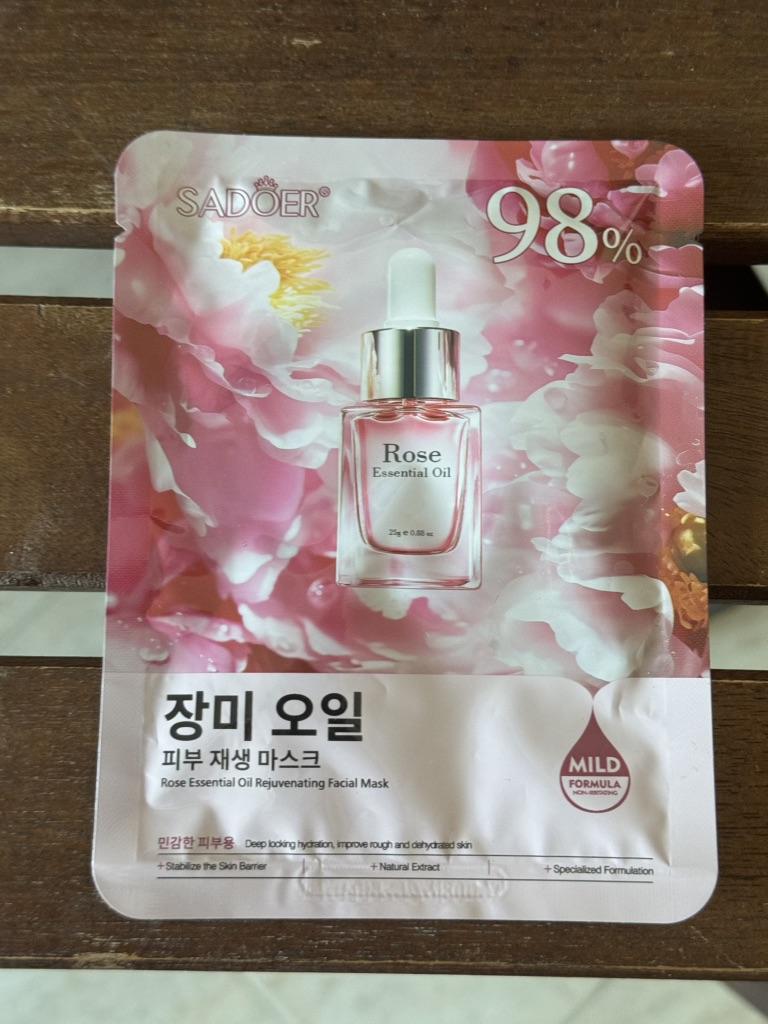 SADOER®
98%
Rose
Essential Oil
25g e 0.88 oz
장미 오일
피부 재생 마스크
Rose Essential Oil Rejuvenating Facial Mask
MILD
FORMULA
NON-IRRITATING
민감한 피부용 Deep locking hydration, improve rough and dehydrated skin
+ Stabilize the Skin Barrier + Natural Extract + Specialized Formulation